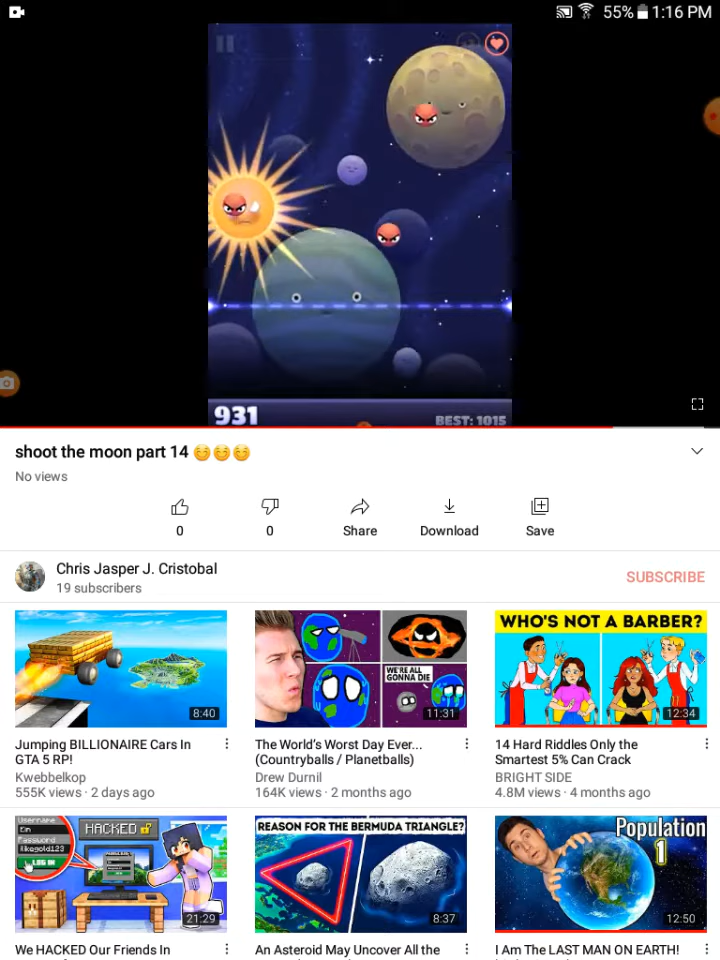 55% 1:16 PM
931
BEST: 1015
shoot the moon part 14 😊😊😊
No views
0
0
Share
Download
Save
Chris Jasper J. Cristobal
19 subscribers
SUBSCRIBE
8:40
WE'RE ALL
GONNA DIE
11:31
WHO'S NOT A BARBER?
12:34
Jumping BILLIONAIRE Cars In
GTA 5 RP!
Kwebbelkop
555K views · 2 days ago
The World's Worst Day Ever...
(Countryballs / Planetballs)
Drew Durnil
164K views · 2 months ago
14 Hard Riddles Only the
Smartest 5% Can Crack
BRIGHT SIDE
4.8M views · 4 months ago
Username
Ein
Password
likegold123
LOG IN
HACKED
21:29
REASON FOR THE BERMUDA TRIANGLE?
8:37
Population
1
12:50
We HACKED Our Friends In
An Asteroid May Uncover All the
I Am The LAST MAN ON EARTH!